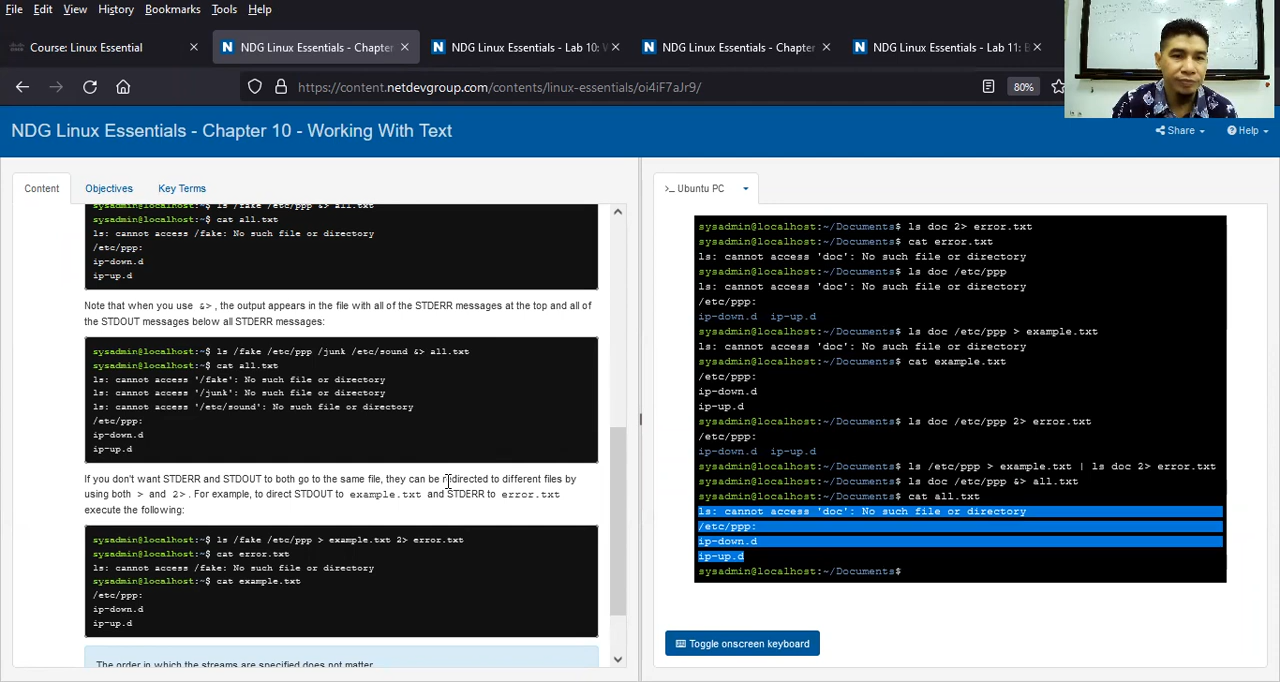 File Edit View History Bookmarks Tools Help
Course: Linux Essential
NDG Linux Essentials - Chapter
NDG Linux Essentials - Lab 10: W
NDG Linux Essentials - Chapter
NDG Linux Essentials - Lab 11: B
https://content.netdevgroup.com/contents/linux-essentials/oi4iF7aJr9/
80%
NDG Linux Essentials - Chapter 10 - Working With Text
Share
Help
Content
Objectives
Key Terms
sysadmin@localhost:~$ ls /fake /etc/ppp &> all.txt
sysadmin@localhost:~$ cat all.txt
ls: cannot access /fake: No such file or directory
/etc/ppp:
ip-down.d
ip-up.d
Note that when you use &>, the output appears in the file with all of the STDERR messages at the top and all of
the STDOUT messages below all STDERR messages:
sysadmin@localhost:~$ ls /fake /etc/ppp /junk /etc/sound &> all.txt
sysadmin@localhost:~$ cat all.txt
ls: cannot access '/fake': No such file or directory
ls: cannot access '/junk': No such file or directory
ls: cannot access '/etc/sound': No such file or directory
/etc/ppp:
ip-down.d
ip-up.d
If you don't want STDERR and STDOUT to both go to the same file, they can be redirected to different files by
using both > and 2>. For example, to direct STDOUT to example.txt and STDERR to error.txt
execute the following:
sysadmin@localhost:~$ ls /fake /etc/ppp > example.txt 2> error.txt
sysadmin@localhost:~$ cat error.txt
ls: cannot access /fake: No such file or directory
sysadmin@localhost:~$ cat example.txt
/etc/ppp:
ip-down.d
ip-up.d
The order in which the streams are specified does not matter.
>_ Ubuntu PC
sysadmin@localhost:~/Documents$ ls doc 2> error.txt
sysadmin@localhost:~/Documents$ cat error.txt
ls: cannot access 'doc': No such file or directory
sysadmin@localhost:~/Documents$ ls doc /etc/ppp
ls: cannot access 'doc': No such file or directory
/etc/ppp:
ip-down.d ip-up.d
sysadmin@localhost:~/Documents$ ls doc /etc/ppp > example.txt
ls: cannot access 'doc': No such file or directory
sysadmin@localhost:~/Documents$ cat example.txt
/etc/ppp:
ip-down.d
ip-up.d
sysadmin@localhost:~/Documents$ ls doc /etc/ppp 2> error.txt
/etc/ppp:
ip-down.d ip-up.d
sysadmin@localhost:~/Documents$ ls /etc/ppp > example.txt | ls doc 2> error.txt
sysadmin@localhost:~/Documents$ ls doc /etc/ppp &> all.txt
sysadmin@localhost:~/Documents$ cat all.txt
ls: cannot access 'doc': No such file or directory
/etc/ppp:
ip-down.d
ip-up.d
sysadmin@localhost:~/Documents$
Toggle onscreen keyboard